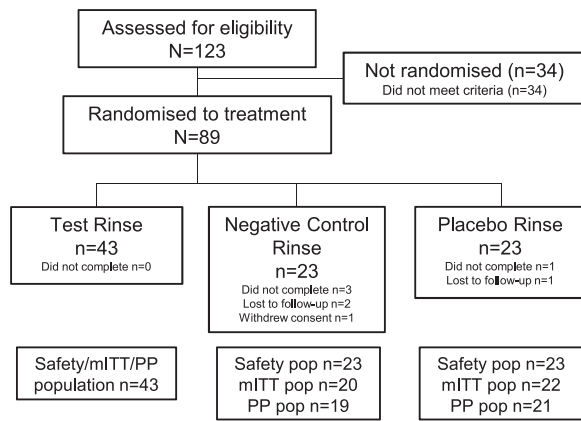 Assessed for eligibility
N=123
Not randomised (n=34)
Did not meet criteria (n=34)
Randomised to treatment
N=89
Test Rinse
n=43
Did not complete n=0
Negative Control
Rinse
n=23
Did not complete n=3
Lost to follow-up n=2
Withdrew consent n=1
Placebo Rinse
n=23
Did not complete n=1
Lost to follow-up n=1
Safety/mITT/PP
population n=43
Safety pop n=23
mITT pop n=20
PP pop n=19
Safety pop n=23
mITT pop n=22
PP pop n=21